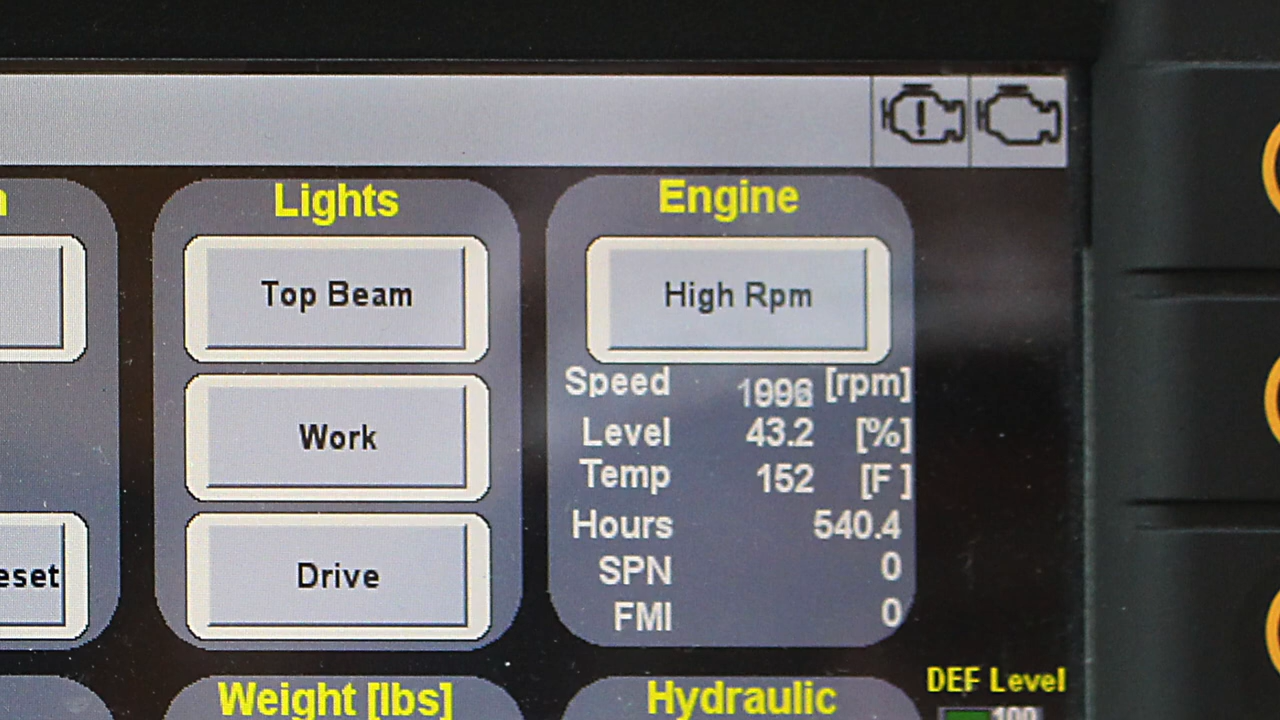 Lights
Top Beam
Work
Drive
Engine
High Rpm
Speed [rpm]
Level 43.2 [%]
Temp 152 [F ]
Hours 540.4
SPN 0
FMI 0
eset
Weight [lbs]
Hydraulic
DEF Level
100